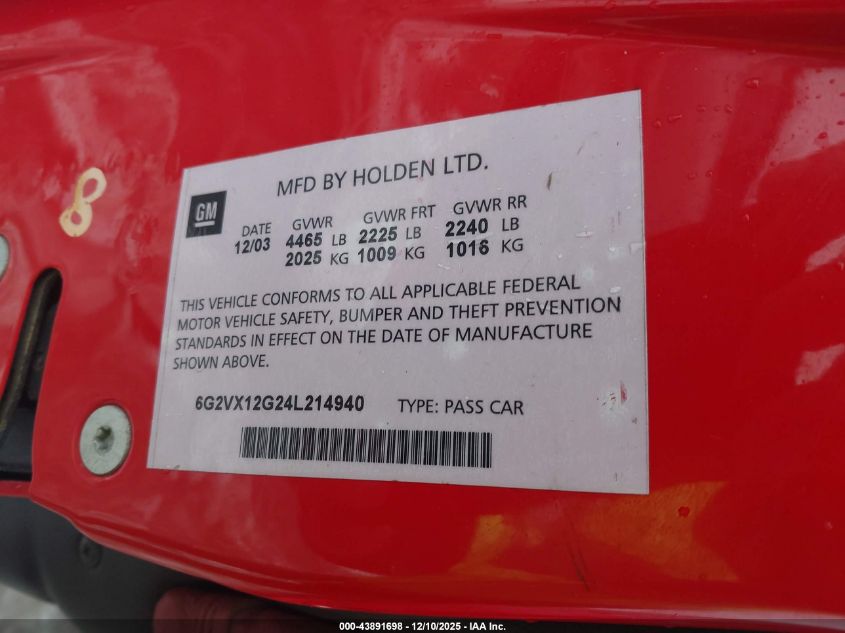 8
GM
MFD BY HOLDEN LTD.
DATE GVWR GVWR FRT GVWR RR
12/03 4465 LB 2225 LB 2240 LB
2025 KG 1009 KG 1016 KG
THIS VEHICLE CONFORMS TO ALL APPLICABLE FEDERAL
MOTOR VEHICLE SAFETY, BUMPER AND THEFT PREVENTION
STANDARDS IN EFFECT ON THE DATE OF MANUFACTURE
SHOWN ABOVE.
6G2VX12G24L214940 TYPE: PASS CAR
000-43891698 - 12/10/2025 - IAA Inc.